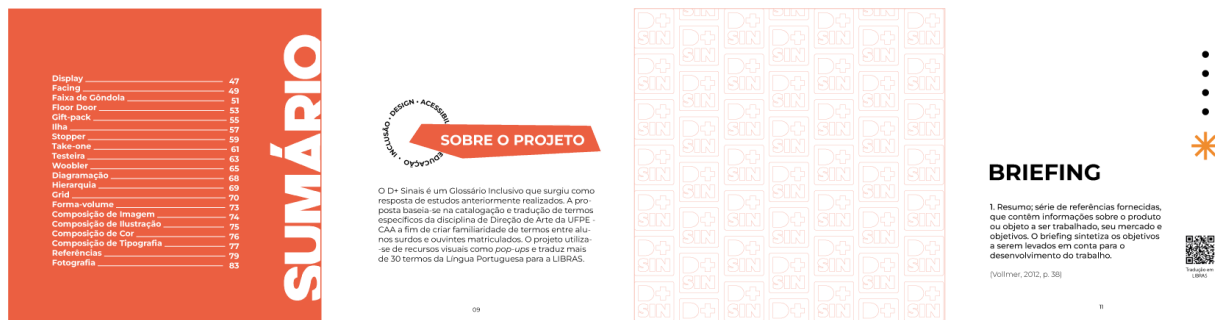 Display 47
Facing 49
Faixa de Gôndola 51
Floor Door 53
Gift-pack 55
Ilha 57
Stopper 59
Take-one 61
Testeira 63
Woobler 65
Diagramação 68
Hierarquia 69
Grid 70
Forma-volume 73
Composição de Imagem 74
Composição de Ilustração 75
Composição de Cor 76
Composição de Tipografia 77
Referências 79
Fotografia 83
SUMÁRIO
INCLUSÃO • DESIGN • ACESSIBIL
EDUCAÇÃO •
SOBRE O PROJETO
O D+ Sinais é um Glossário Inclusivo que surgiu como
resposta de estudos anteriormente realizados. A pro-
posta baseia-se na catalogação e tradução de termos
específicos da disciplina de Direção de Arte da UFPE -
CAA a fim de criar familiaridade de termos entre alu-
nos surdos e ouvintes matriculados. O projeto utiliza-
-se de recursos visuais como pop-ups e traduz mais
de 30 termos da Língua Portuguesa para a LIBRAS.
09
D+
SIN
BRIEFING
1. Resumo; série de referências fornecidas,
que contêm informações sobre o produto
ou objeto a ser trabalhado, seu mercado e
objetivos. O briefing sintetiza os objetivos
a serem levados em conta para o
desenvolvimento do trabalho.
(Vollmer, 2012, p. 38)
Tradução em
LIBRAS
11